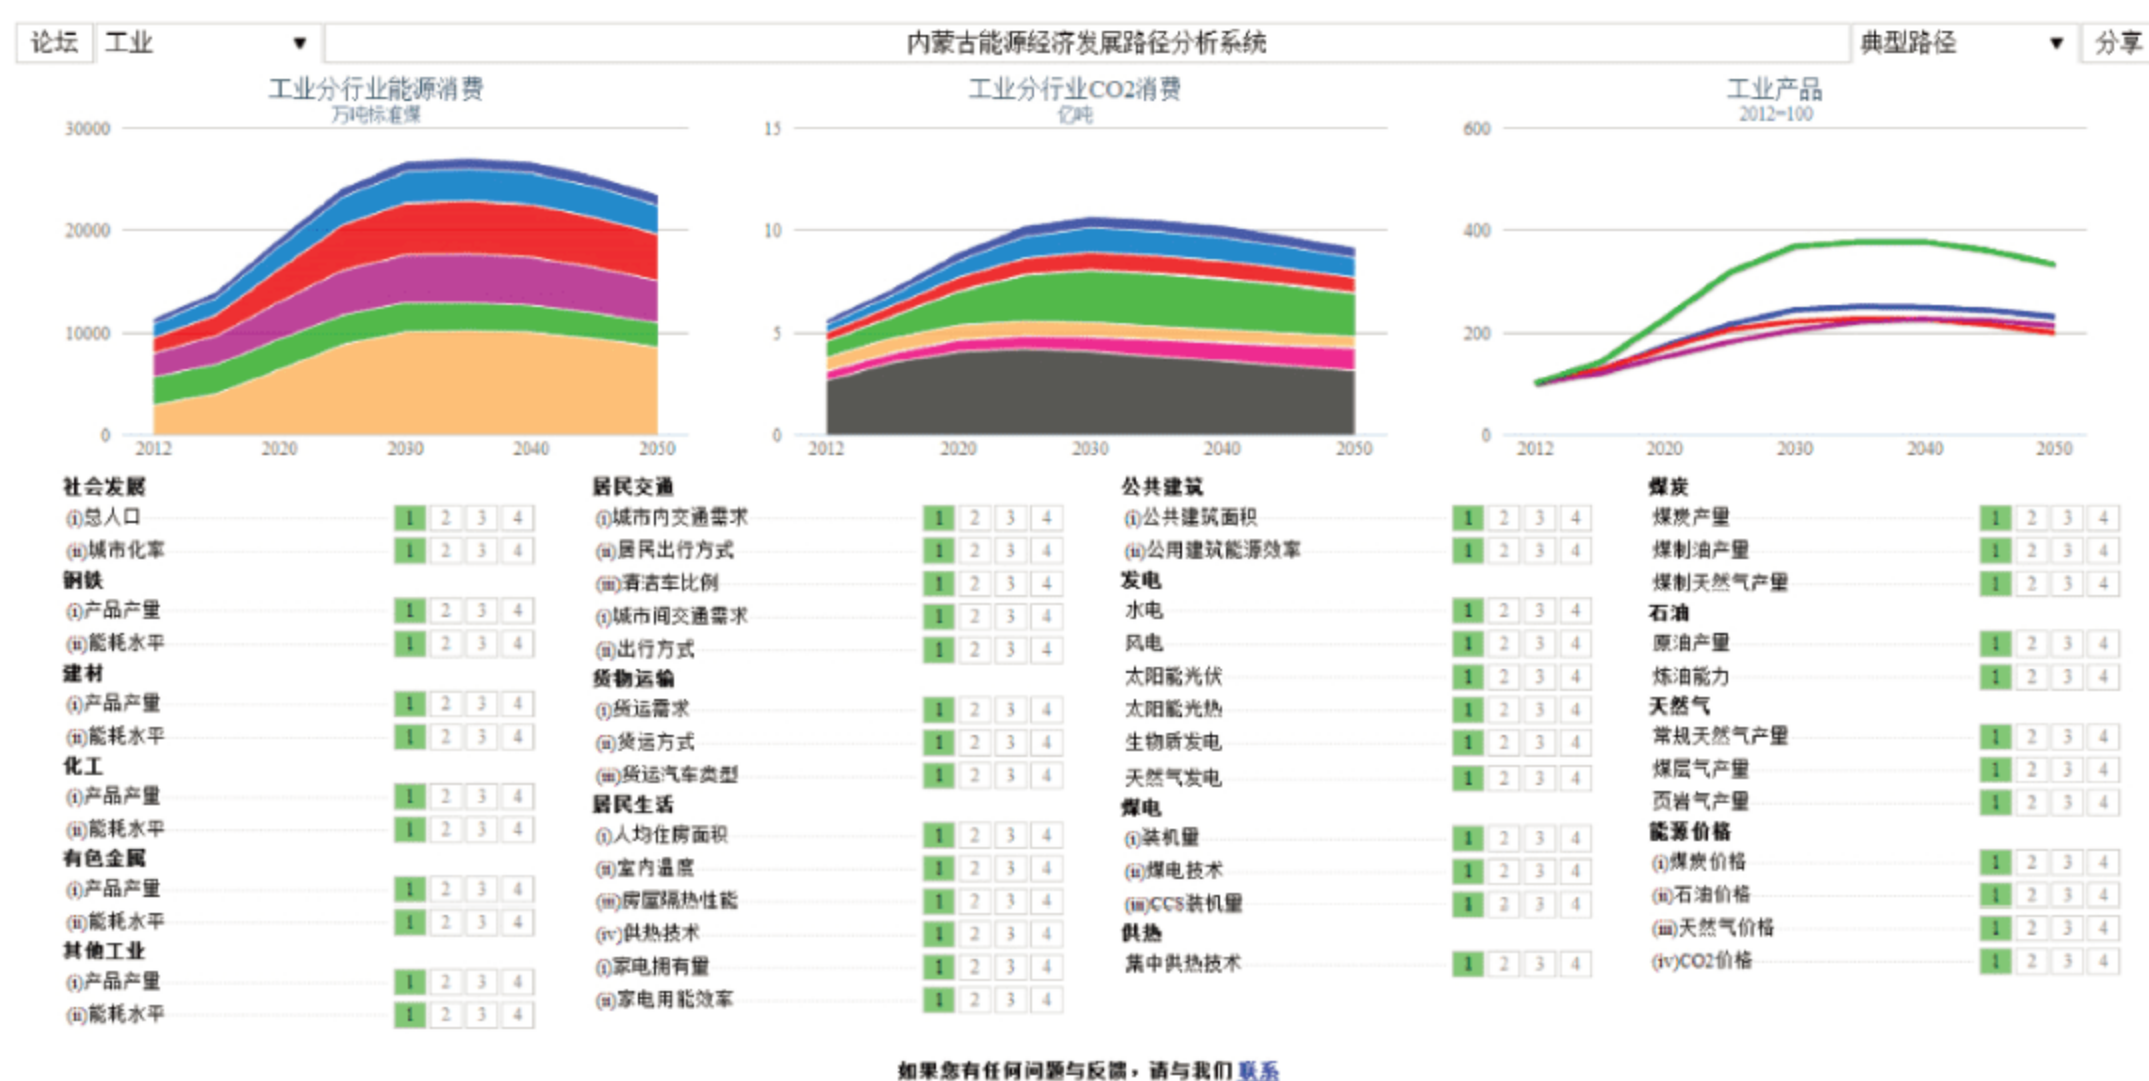 论坛 工业 ▼ 内蒙古能源经济发展路径分析系统 典型路径 ▼ 分享
工业分行业能源消费
万吨标准煤
30000
20000
10000
0
2012 2020 2030 2040 2050
工业分行业CO2消费
亿吨
15
10
5
0
2012 2020 2030 2040 2050
工业产品
2012=100
600
400
200
0
2012 2020 2030 2040 2050
社会发展
(i)总人口 1 2 3 4
(ii)城市化率 1 2 3 4
钢铁
(i)产品产量 1 2 3 4
(ii)能耗水平 1 2 3 4
建材
(i)产品产量 1 2 3 4
(ii)能耗水平 1 2 3 4
化工
(i)产品产量 1 2 3 4
(ii)能耗水平 1 2 3 4
有色金属
(i)产品产量 1 2 3 4
(ii)能耗水平 1 2 3 4
其他工业
(i)产品产量 1 2 3 4
(ii)能耗水平 1 2 3 4
居民交通
(i)城市内交通需求 1 2 3 4
(ii)居民出行方式 1 2 3 4
(iii)清洁车比例 1 2 3 4
(i)城市间交通需求 1 2 3 4
(ii)出行方式 1 2 3 4
货物运输
(i)货运需求 1 2 3 4
(ii)货运方式 1 2 3 4
(iii)货运汽车类型 1 2 3 4
居民生活
(i)人均住房面积 1 2 3 4
(ii)室内温度 1 2 3 4
(iii)房屋隔热性能 1 2 3 4
(iv)供热技术 1 2 3 4
(i)家电拥有量 1 2 3 4
(ii)家电用能效率 1 2 3 4
公共建筑
(i)公共建筑面积 1 2 3 4
(ii)公用建筑能源效率 1 2 3 4
发电
水电 1 2 3 4
风电 1 2 3 4
太阳能光伏 1 2 3 4
太阳能光热 1 2 3 4
生物质发电 1 2 3 4
天然气发电 1 2 3 4
煤电
(i)装机量 1 2 3 4
(ii)煤电技术 1 2 3 4
(iii)CCS装机量 1 2 3 4
供热
集中供热技术 1 2 3 4
煤炭
煤炭产量 1 2 3 4
煤制油产量 1 2 3 4
煤制天然气产量 1 2 3 4
石油
原油产量 1 2 3 4
炼油能力 1 2 3 4
天然气
常规天然气产量 1 2 3 4
煤层气产量 1 2 3 4
页岩气产量 1 2 3 4
能源价格
(i)煤炭价格 1 2 3 4
(ii)石油价格 1 2 3 4
(iii)天然气价格 1 2 3 4
(iv)CO2价格 1 2 3 4
如果您有任何问题与反馈，请与我们 联系